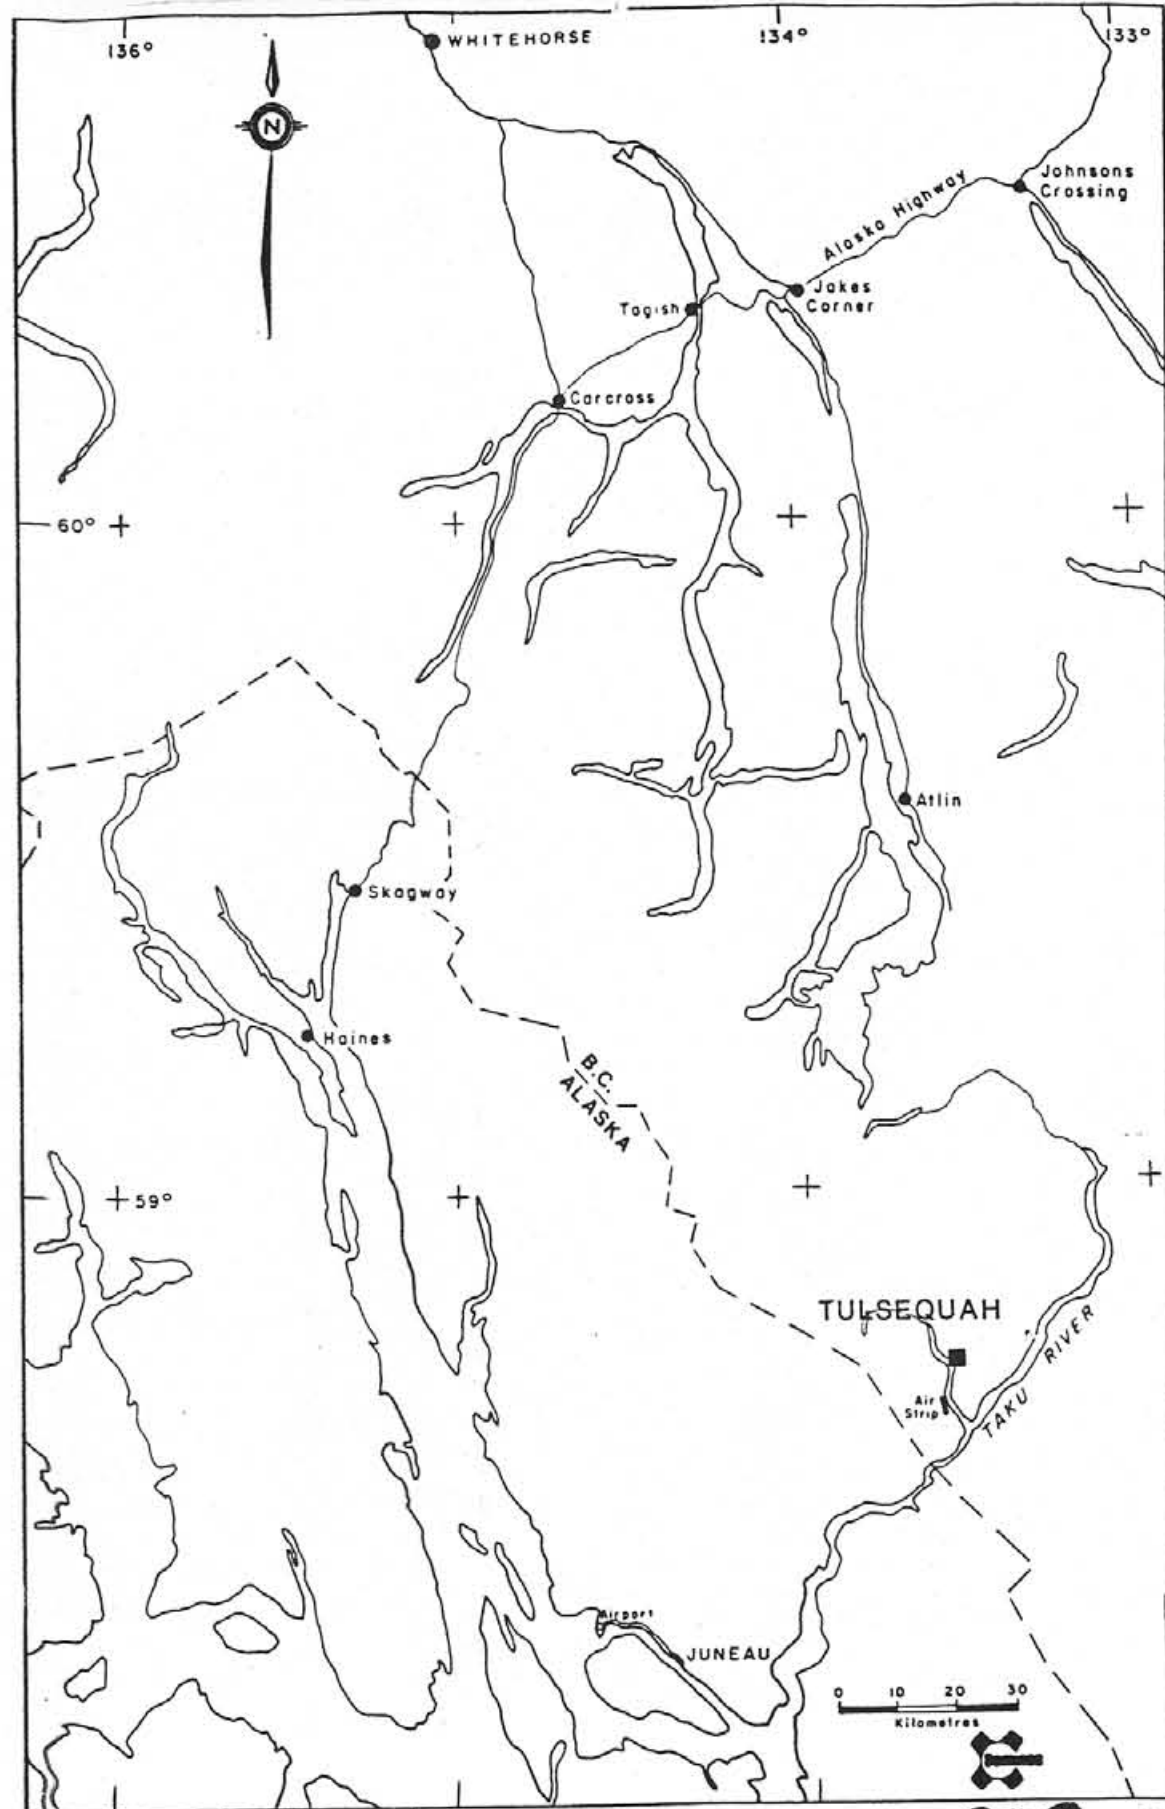 136°
WHITEHORSE
134°
133°
N
Johnsons
Crossing
Alaska Highway
Jakes
Corner
Tagish
Carcross
60°
Atlin
Skagway
Haines
B.C.
ALASKA
59°
TULSEQUAH
RIVER
Air
Strip
TAKU
Airport
JUNEAU
0 10 20 30
Kilometres